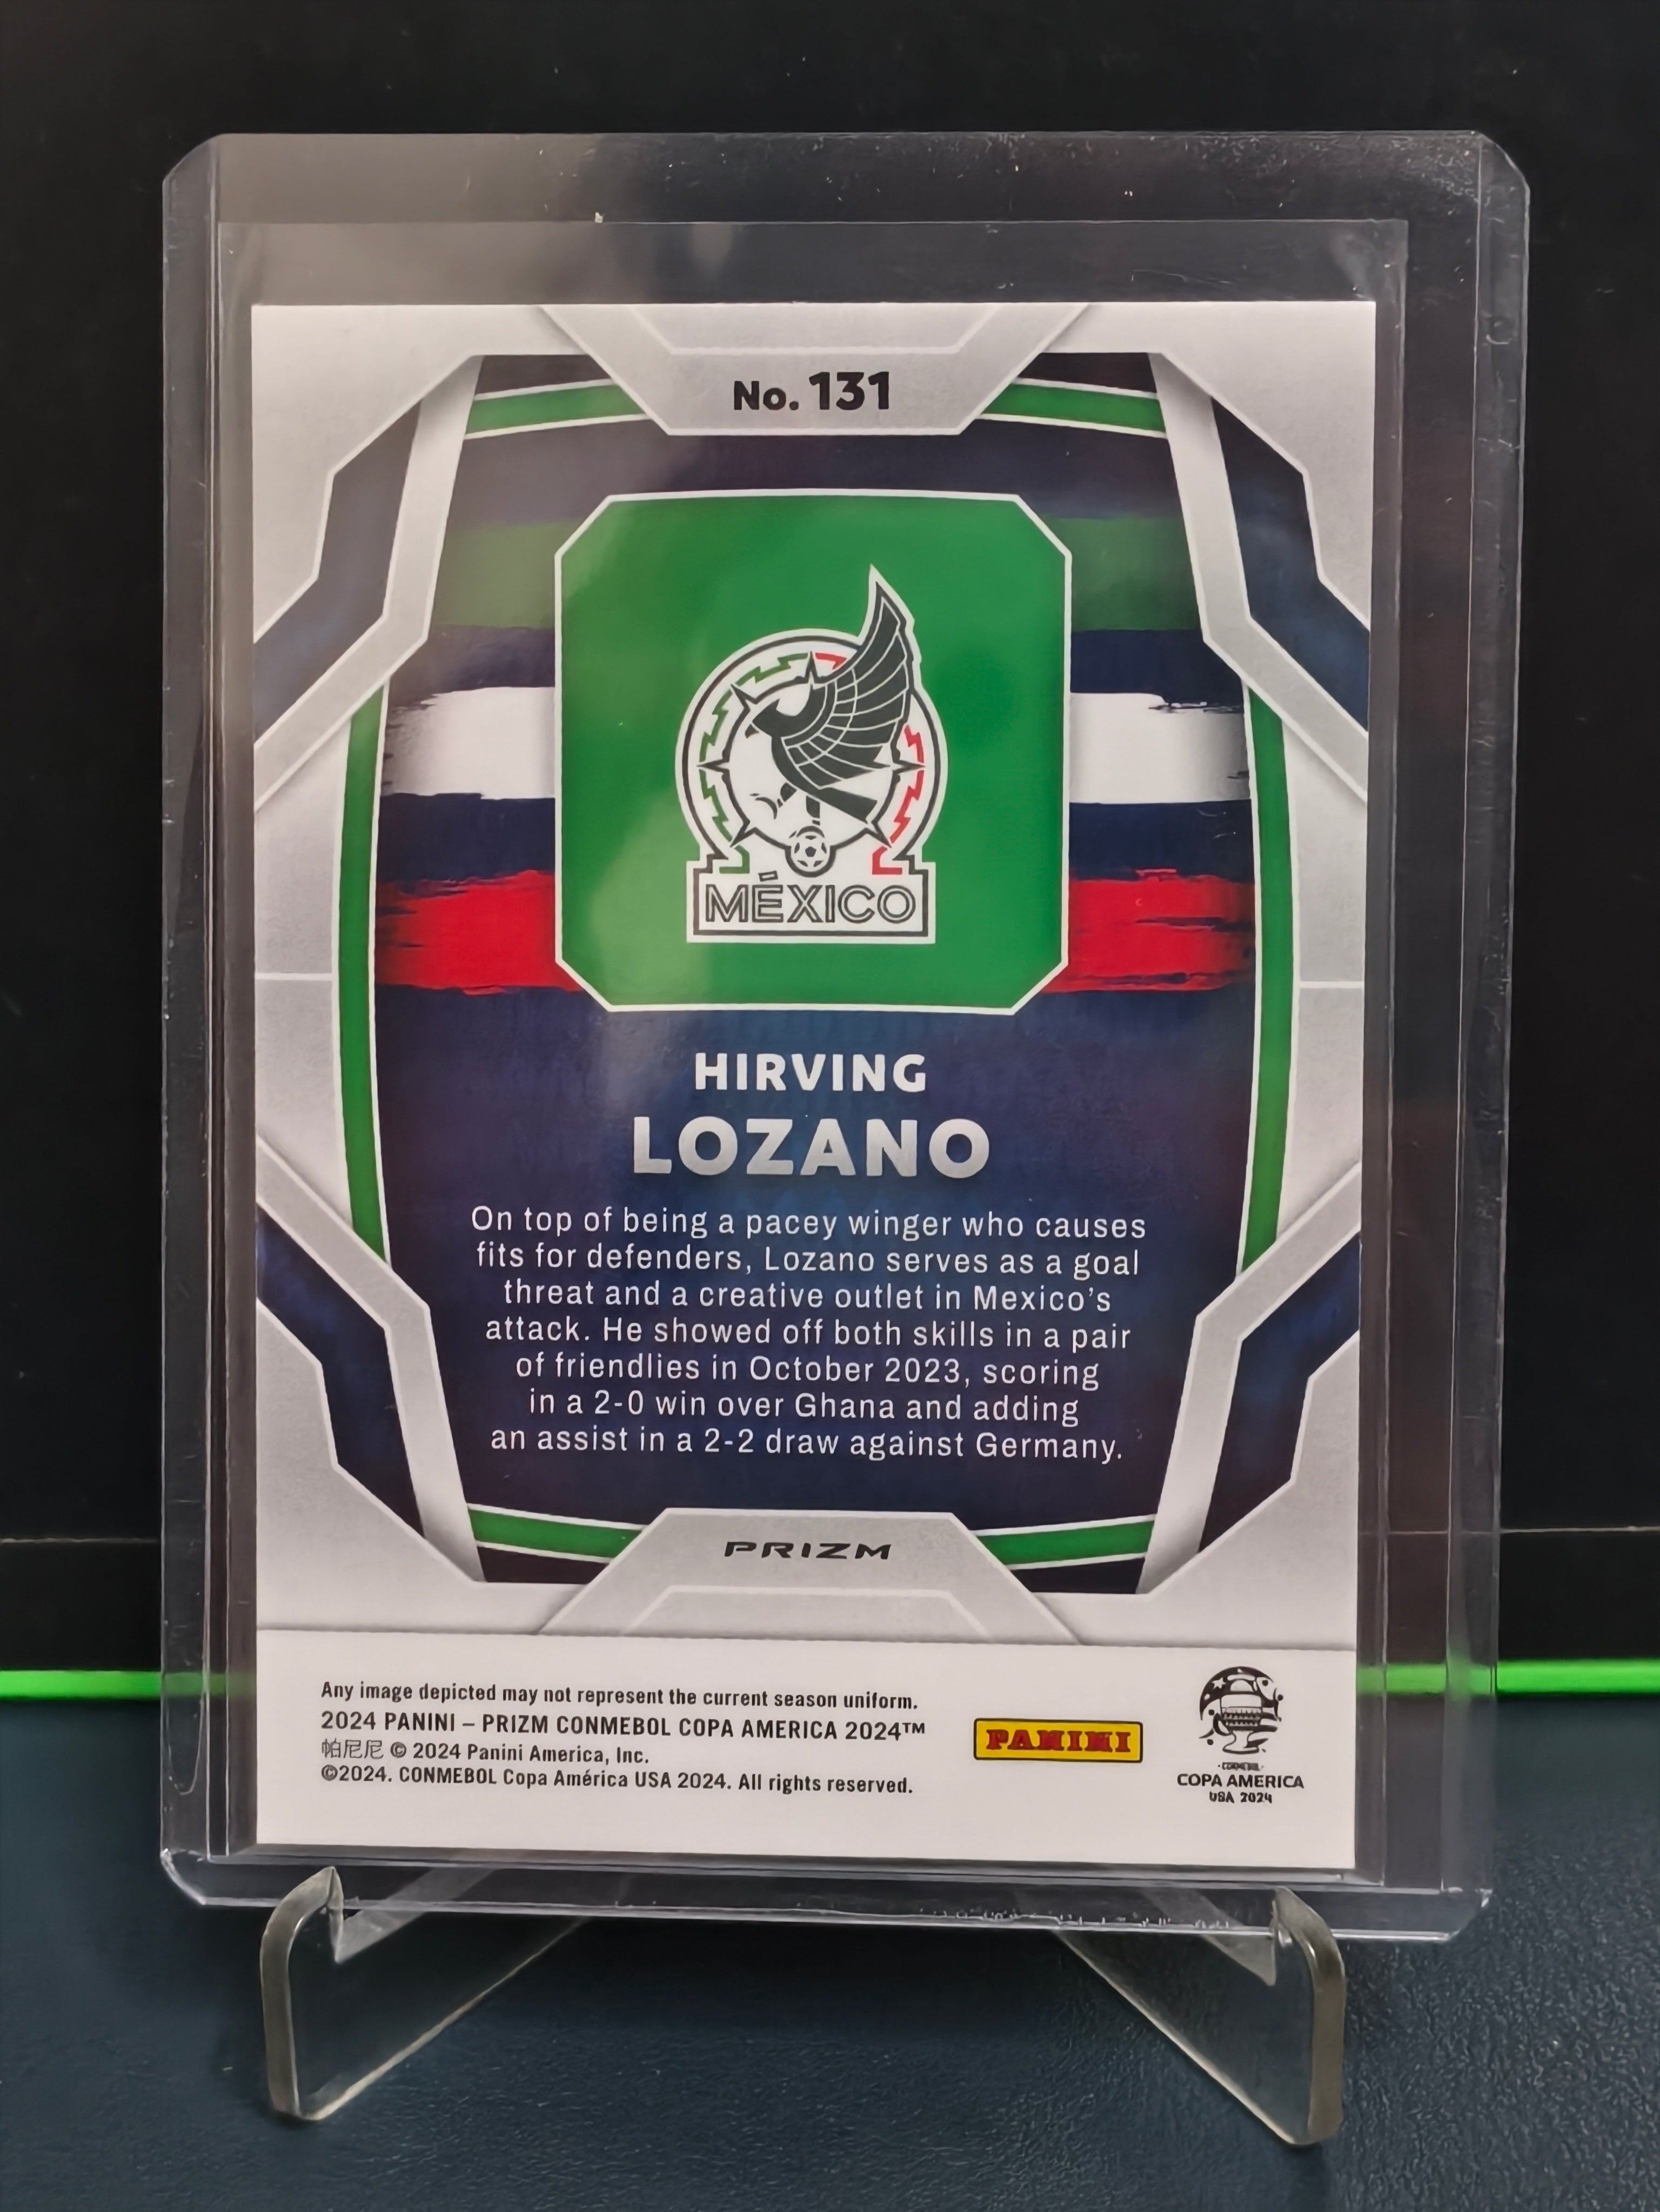 No. 131
MÉXICO
HIRVING
LOZANO
On top of being a pacey winger who causes
fits for defenders, Lozano serves as a goal
threat and a creative outlet in Mexico's
attack. He showed off both skills in a pair
of friendlies in October 2023, scoring
in a 2-0 win over Ghana and adding
an assist in a 2-2 draw against Germany.
PRIZM
Any image depicted may not represent the current season uniform.
2024 PANINI – PRIZM CONMEBOL COPA AMERICA 2024™
帕尼尼 © 2024 Panini America, Inc.
©2024. CONMEBOL Copa América USA 2024. All rights reserved.
PANINI
CONMEBOL
COPA AMERICA
USA 2024